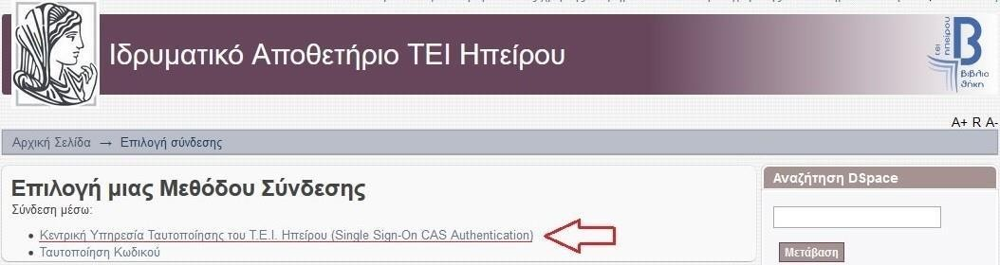 Ιδρυματικό Αποθετήριο ΤΕΙ Ηπείρου
τει ηπείρου
Β
βιβλιο
θήκη
A+ R A-
Αρχική Σελίδα → Επιλογή σύνδεσης
Επιλογή μιας Μεθόδου Σύνδεσης
Σύνδεση μέσω:
• Κεντρική Υπηρεσία Ταυτοποίησης του Τ.Ε.Ι. Ηπείρου (Single Sign-On CAS Authentication)
• Ταυτοποίηση Κωδικού
Αναζήτηση DSpace
Μετάβαση